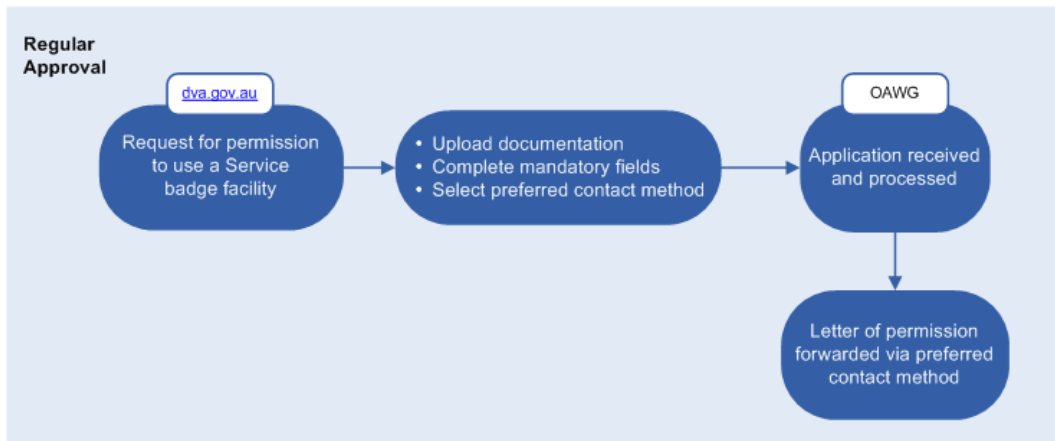 Regular
Approval
dva.gov.au
Request for permission
to use a Service
badge facility
• Upload documentation
• Complete mandatory fields
• Select preferred contact method
OAWG
Application received
and processed
Letter of permission
forwarded via preferred
contact method